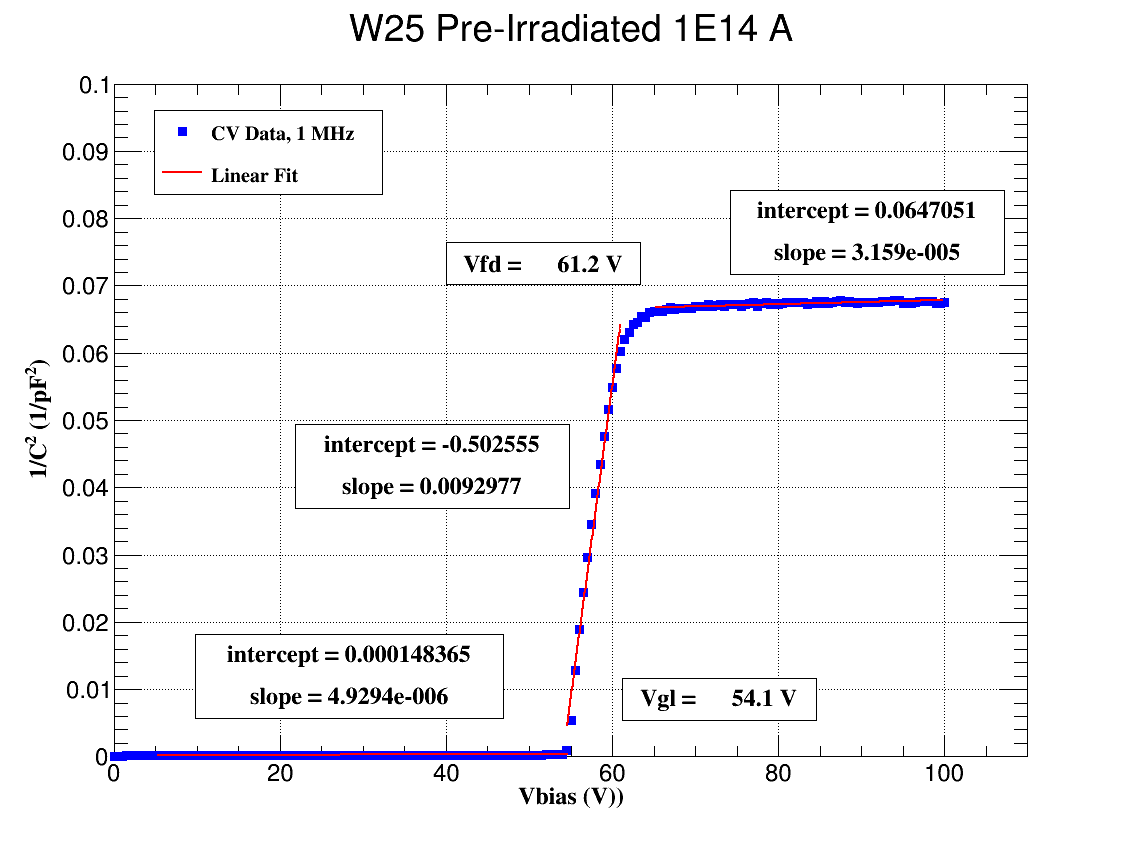 W25 Pre-Irradiated 1E14 A
0.1
0.09
0.08
0.07
0.06
0.05
0.04
0.03
0.02
0.01
0
1/C² (1/pF²)
CV Data, 1 MHz
Linear Fit
intercept = 0.0647051
slope = 3.159e-005
Vfd = 61.2 V
intercept = -0.502555
slope = 0.0092977
intercept = 0.000148365
slope = 4.9294e-006
Vgl = 54.1 V
0 20 40 60 80 100
Vbias (V))